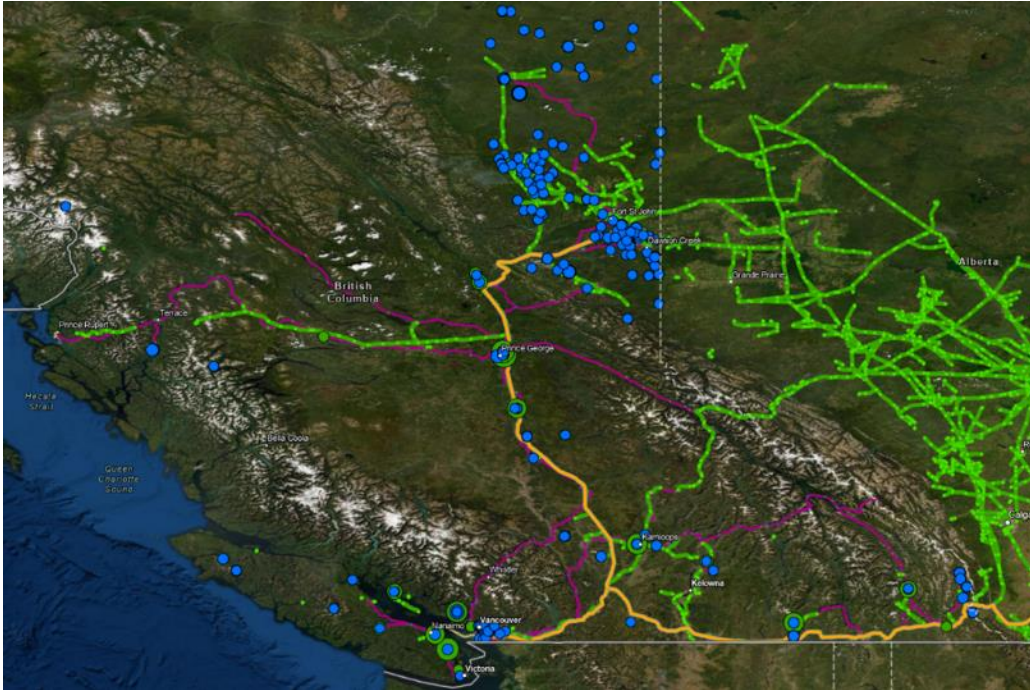 Fort St John
Dawson Creek
Grande Prairie
Alberta
British
Columbia
Prince Rupert
Terrace
Prince George
Hecate
Strait
Bella Coola
Queen
Charlotte
Sound
Calga
Kamloops
Whistler
Kelowna
Vancouver
Nanaimo
Victoria